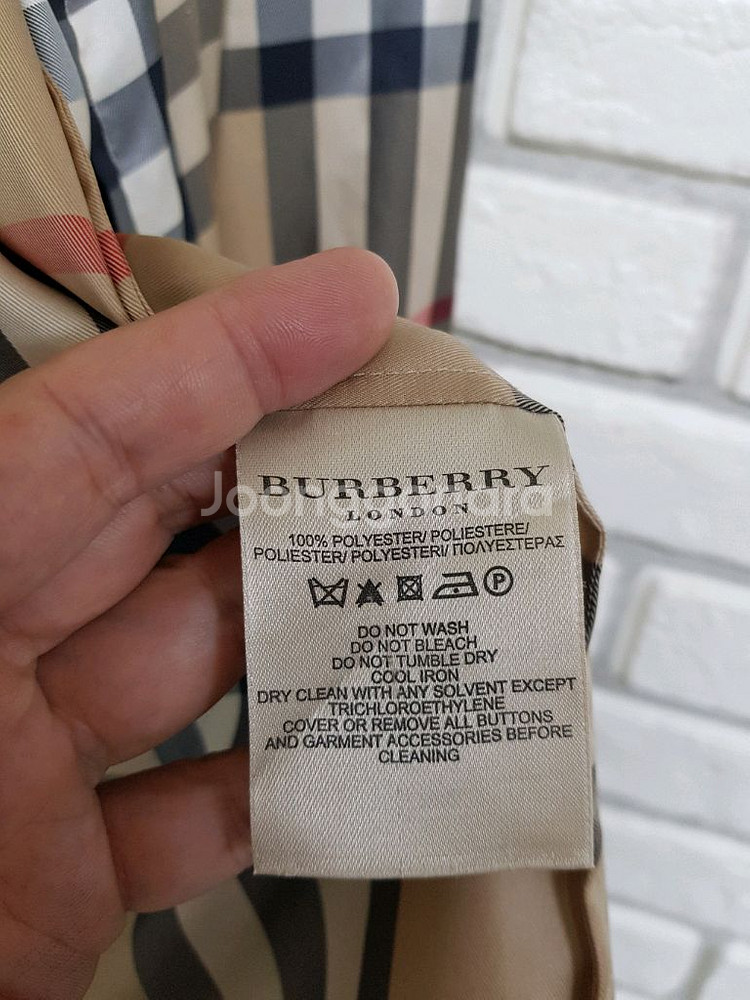 BURBERRY
LONDON
100% POLYESTER/ POLIESTERE/
POLIESTER/ POLYESTERI/ ΠΟΛΥΕΣΤΕΡΑΣ
P
DO NOT WASH
DO NOT BLEACH
DO NOT TUMBLE DRY
COOL IRON
DRY CLEAN WITH ANY SOLVENT EXCEPT
TRICHLOROETHYLENE
COVER OR REMOVE ALL BUTTONS
AND GARMENT ACCESSORIES BEFORE
CLEANING